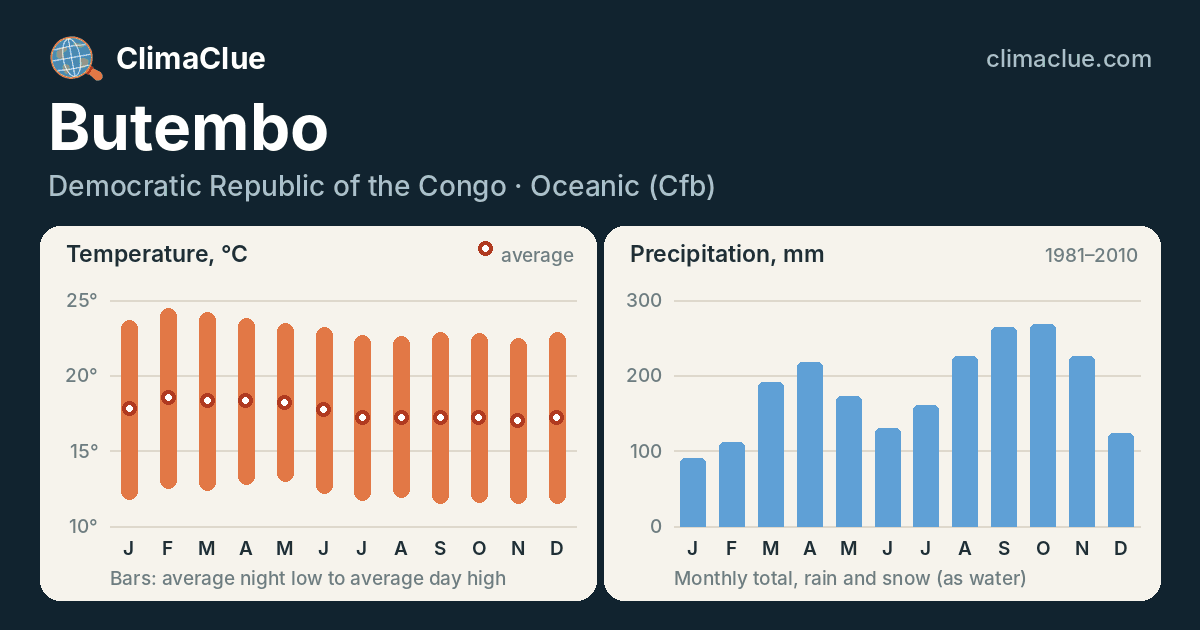 ClimaClue
climaclue.com
Butembo
Democratic Republic of the Congo · Oceanic (Cfb)
Temperature, °C
average
25°
20°
15°
10°
J F M A M J J A S O N D
Bars: average night low to average day high
Precipitation, mm
1981–2010
300
200
100
0
J F M A M J J A S O N D
Monthly total, rain and snow (as water)